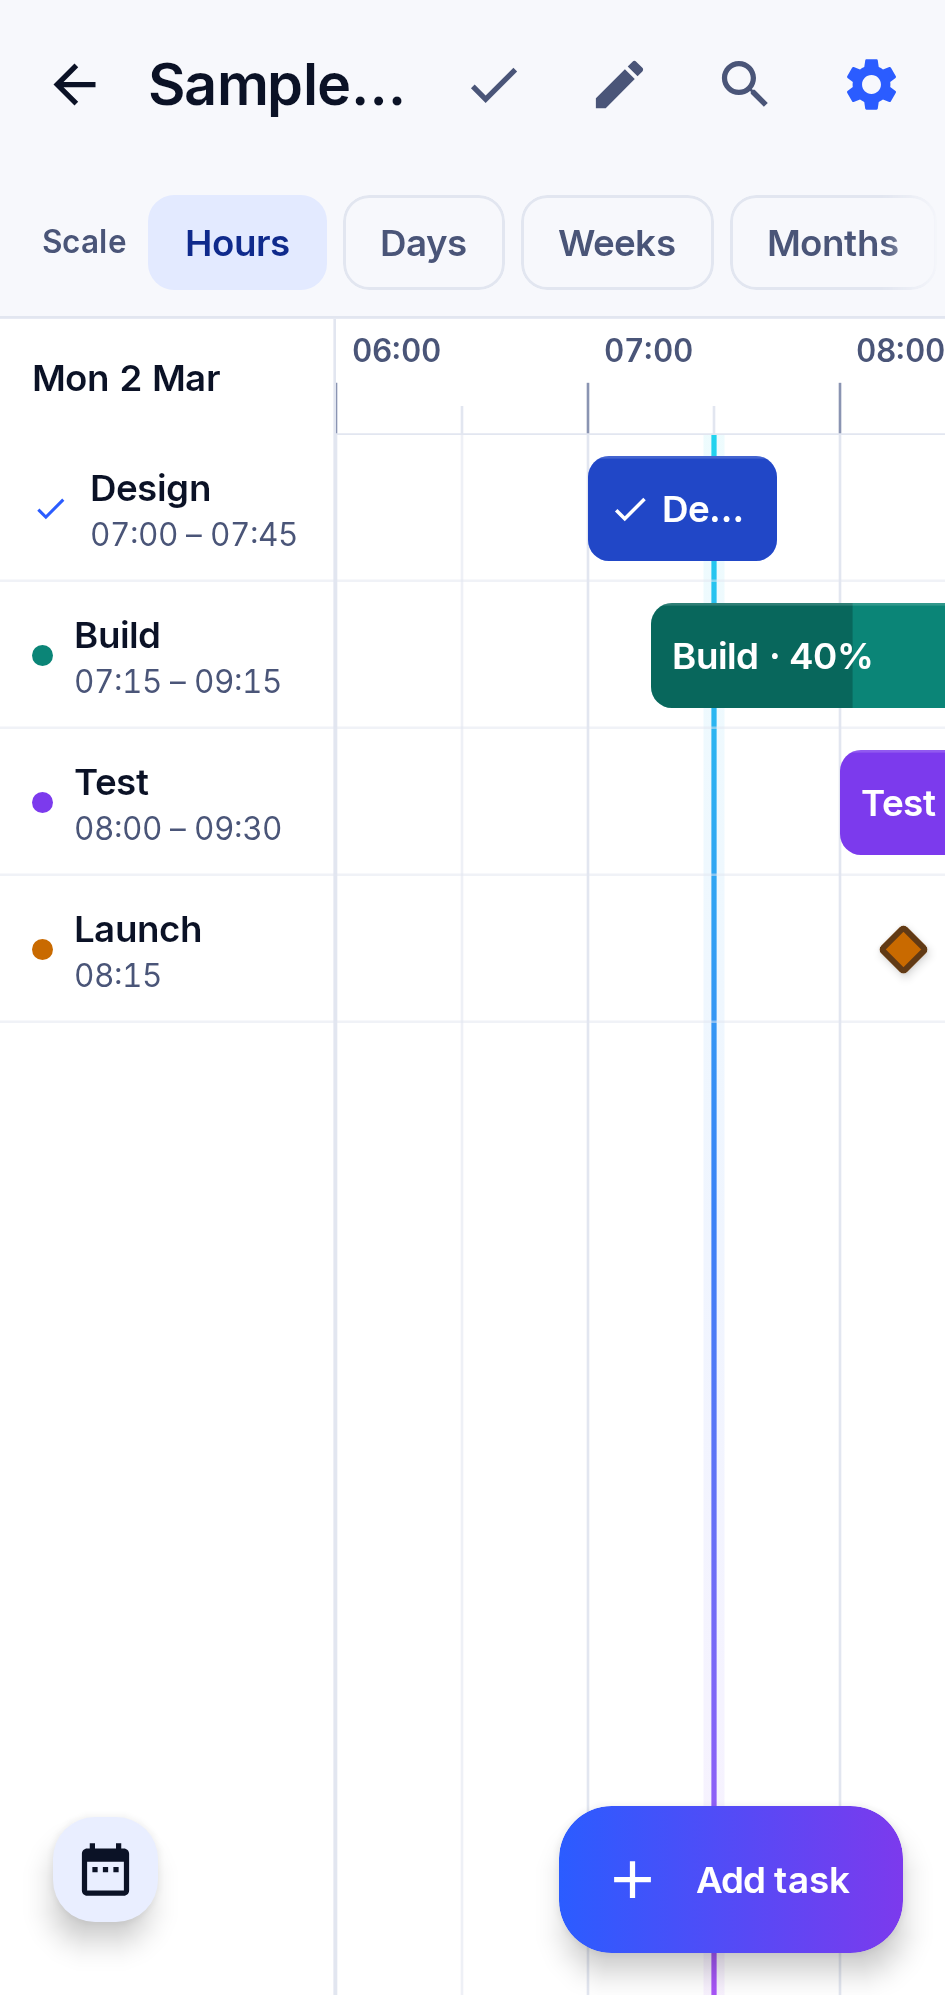 Sample...
Scale Hours Days Weeks Months
Mon 2 Mar 06:00 07:00 08:00
Design
07:00 – 07:45
De...
Build
07:15 – 09:15
Build · 40%
Test
08:00 – 09:30
Test
Launch
08:15
Add task